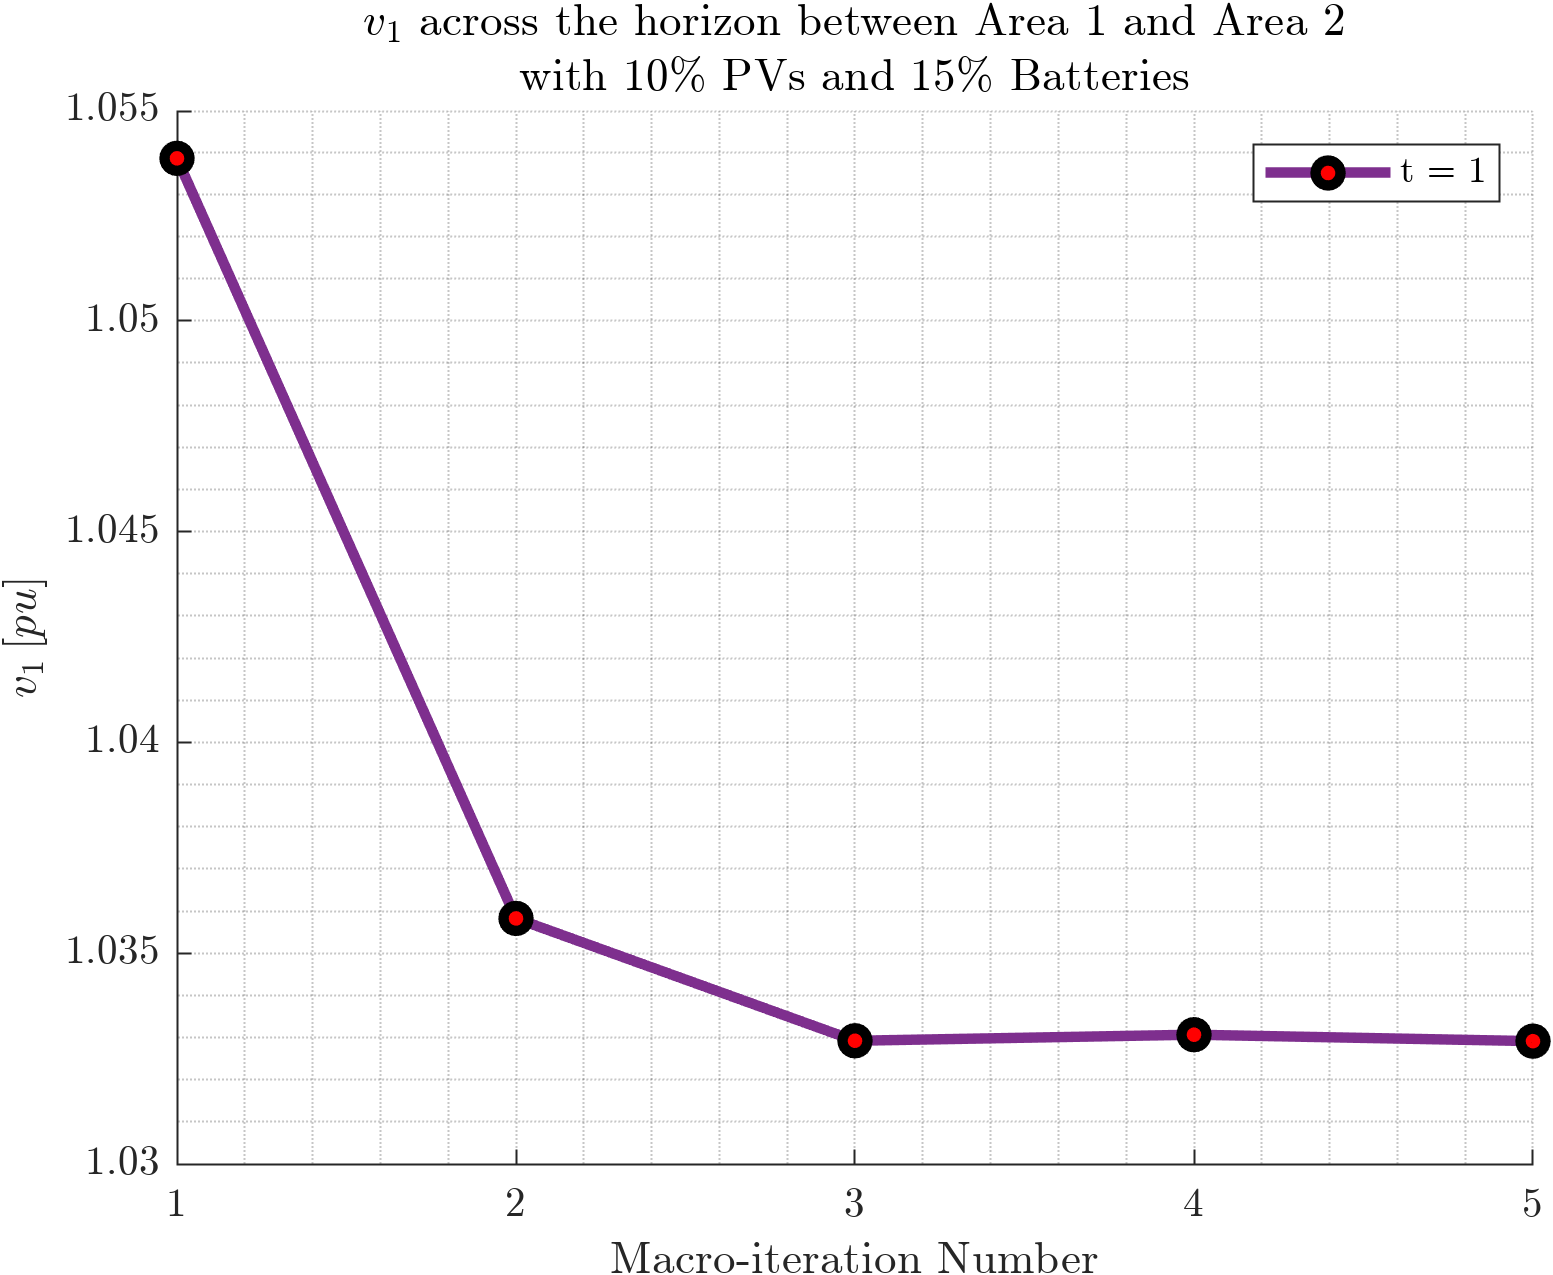 v₁ across the horizon between Area 1 and Area 2
with 10% PVs and 15% Batteries
t = 1
1.055
1.05
1.045
1.04
1.035
1.03
v₁ [pu]
1 2 3 4 5
Macro-iteration Number